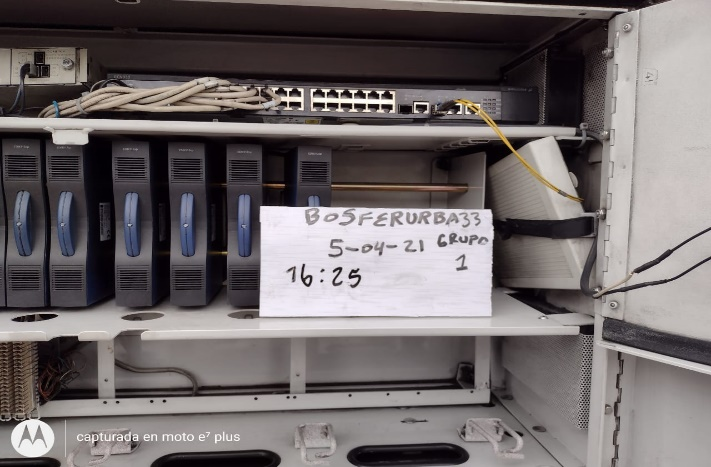 BOSFERURBA33
5-04-21 GRUPO
16:25 1
capturada en moto e⁷ plus